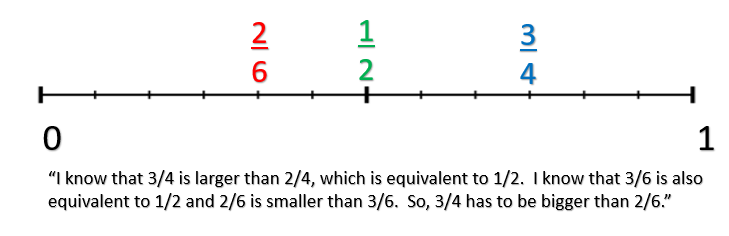 2/6 1/2 3/4
0 1
“I know that 3/4 is larger than 2/4, which is equivalent to 1/2.  I know that 3/6 is also
equivalent to 1/2 and 2/6 is smaller than 3/6.  So, 3/4 has to be bigger than 2/6.”